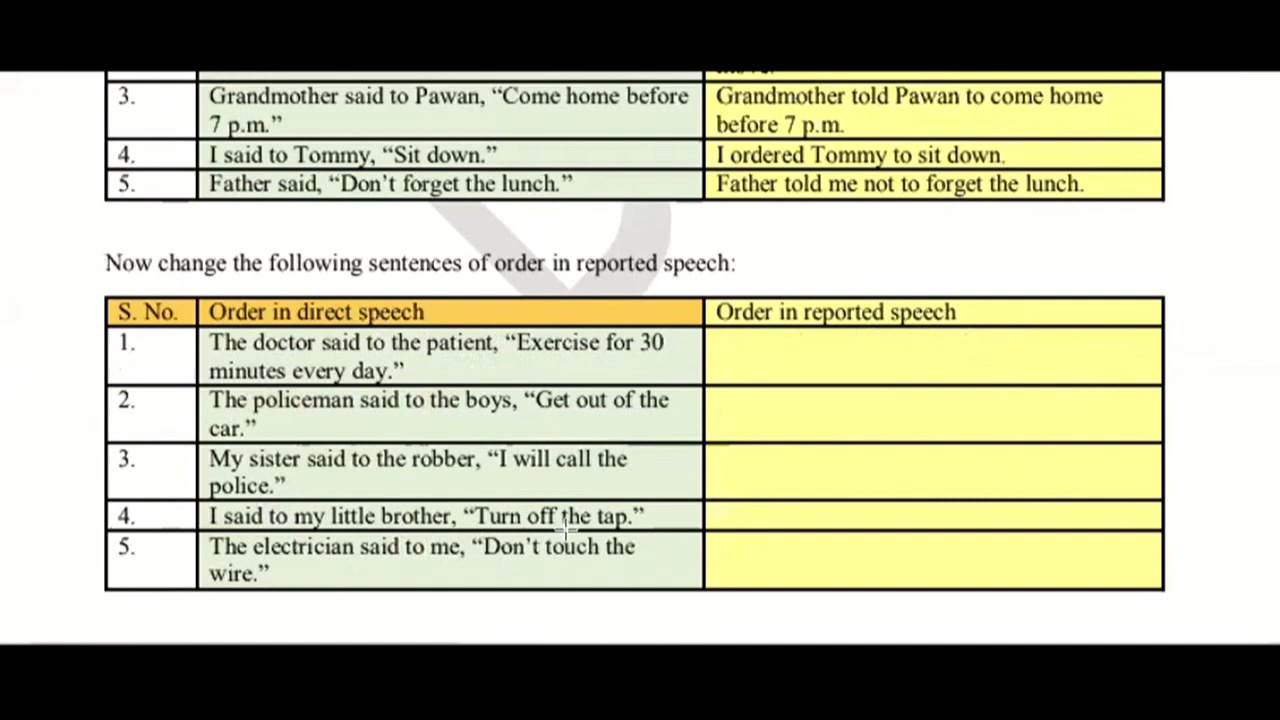 3. Grandmother said to Pawan, “Come home before Grandmother told Pawan to come home
7 p.m.” before 7 p.m.
4. I said to Tommy, “Sit down.” I ordered Tommy to sit down.
5. Father said, “Don’t forget the lunch.” Father told me not to forget the lunch.
Now change the following sentences of order in reported speech:
S. No. Order in direct speech Order in reported speech
1. The doctor said to the patient, “Exercise for 30
minutes every day.”
2. The policeman said to the boys, “Get out of the
car.”
3. My sister said to the robber, “I will call the
police.”
4. I said to my little brother, “Turn off the tap.”
5. The electrician said to me, “Don’t touch the
wire.”